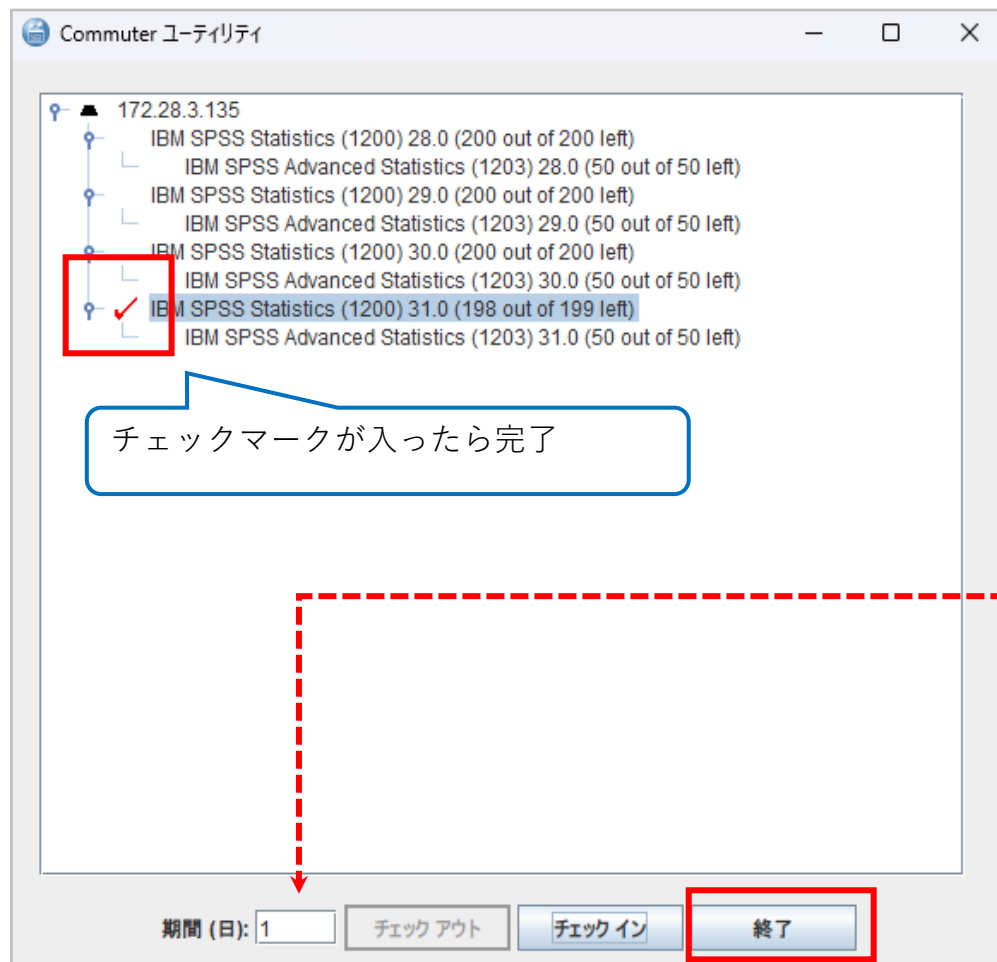 Commuter ユーティリティ
172.28.3.135
IBM SPSS Statistics (1200) 28.0 (200 out of 200 left)
IBM SPSS Advanced Statistics (1203) 28.0 (50 out of 50 left)
IBM SPSS Statistics (1200) 29.0 (200 out of 200 left)
IBM SPSS Advanced Statistics (1203) 29.0 (50 out of 50 left)
IBM SPSS Statistics (1200) 30.0 (200 out of 200 left)
IBM SPSS Advanced Statistics (1203) 30.0 (50 out of 50 left)
IBM SPSS Statistics (1200) 31.0 (198 out of 199 left)
IBM SPSS Advanced Statistics (1203) 31.0 (50 out of 50 left)
チェックマークが入ったら完了
期間 (日): 1 チェック アウト チェック イン 終了